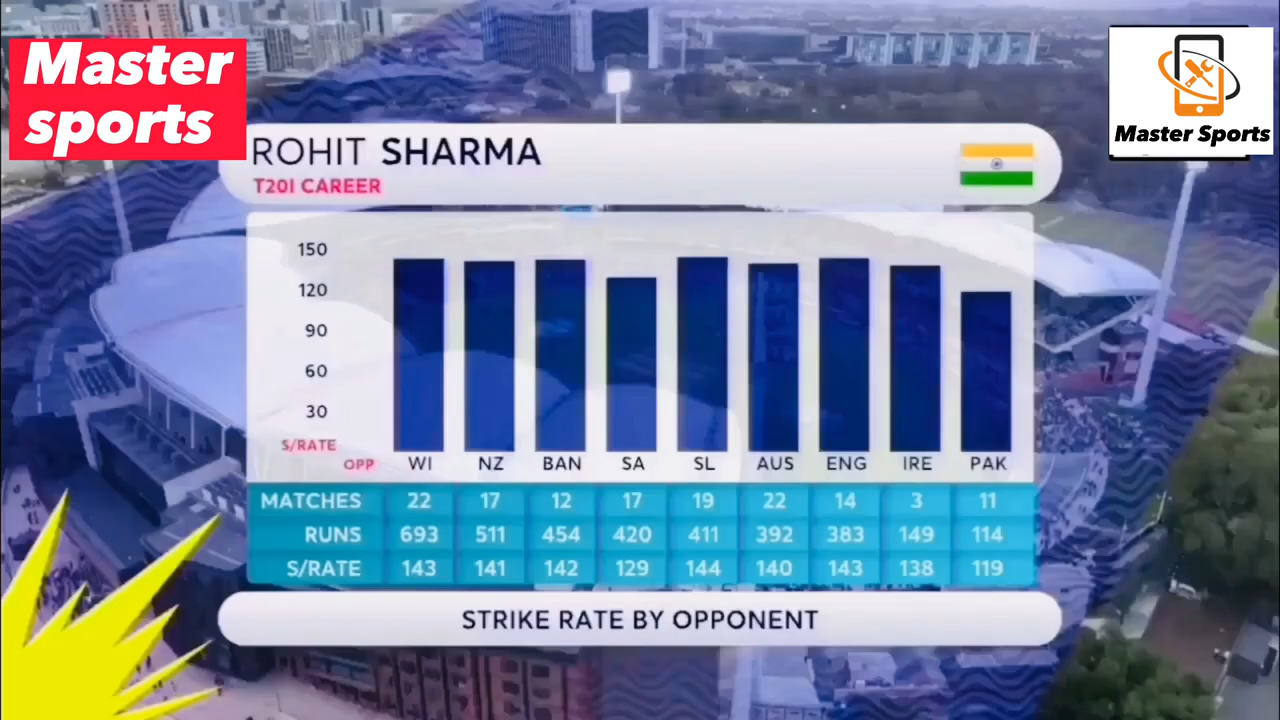 Master
sports
Master Sports
ROHIT SHARMA
T20I CAREER
150
120
90
60
30
S/RATE
OPP WI NZ BAN SA SL AUS ENG IRE PAK
MATCHES 22 17 12 17 19 22 14 3 11
RUNS 693 511 454 420 411 392 383 149 114
S/RATE 143 141 142 129 144 140 143 138 119
STRIKE RATE BY OPPONENT